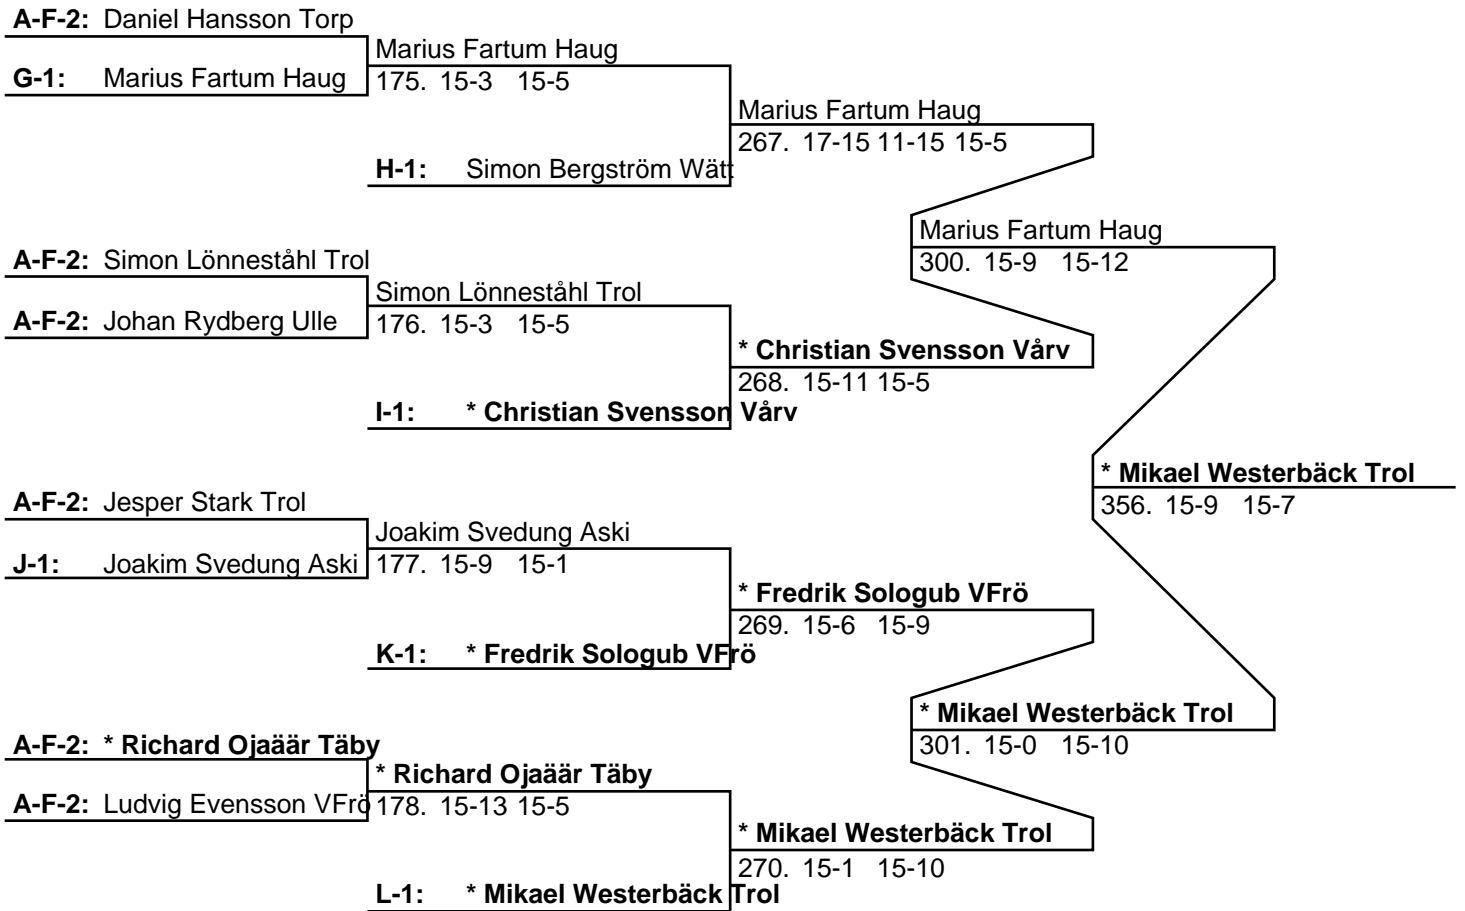 A-F-2: Daniel Hansson Torp
Marius Fartum Haug
G-1: Marius Fartum Haug
175. 15-3 15-5
Marius Fartum Haug
267. 17-15 11-15 15-5
H-1: Simon Bergström Wätt
Marius Fartum Haug
300. 15-9 15-12
A-F-2: Simon Lönneståhl Trol
Simon Lönneståhl Trol
A-F-2: Johan Rydberg Ulle
176. 15-3 15-5
* Christian Svensson Vårv
268. 15-11 15-5
I-1: * Christian Svensson Vårv
* Mikael Westerbäck Trol
356. 15-9 15-7
A-F-2: Jesper Stark Trol
Joakim Svedung Aski
J-1: Joakim Svedung Aski
177. 15-9 15-1
* Fredrik Sologub VFrö
269. 15-6 15-9
K-1: * Fredrik Sologub VFrö
* Mikael Westerbäck Trol
301. 15-0 15-10
A-F-2: * Richard Ojaäär Täby
* Richard Ojaäär Täby
A-F-2: Ludvig Evensson VFrö
178. 15-13 15-5
* Mikael Westerbäck Trol
270. 15-1 15-10
L-1: * Mikael Westerbäck Trol